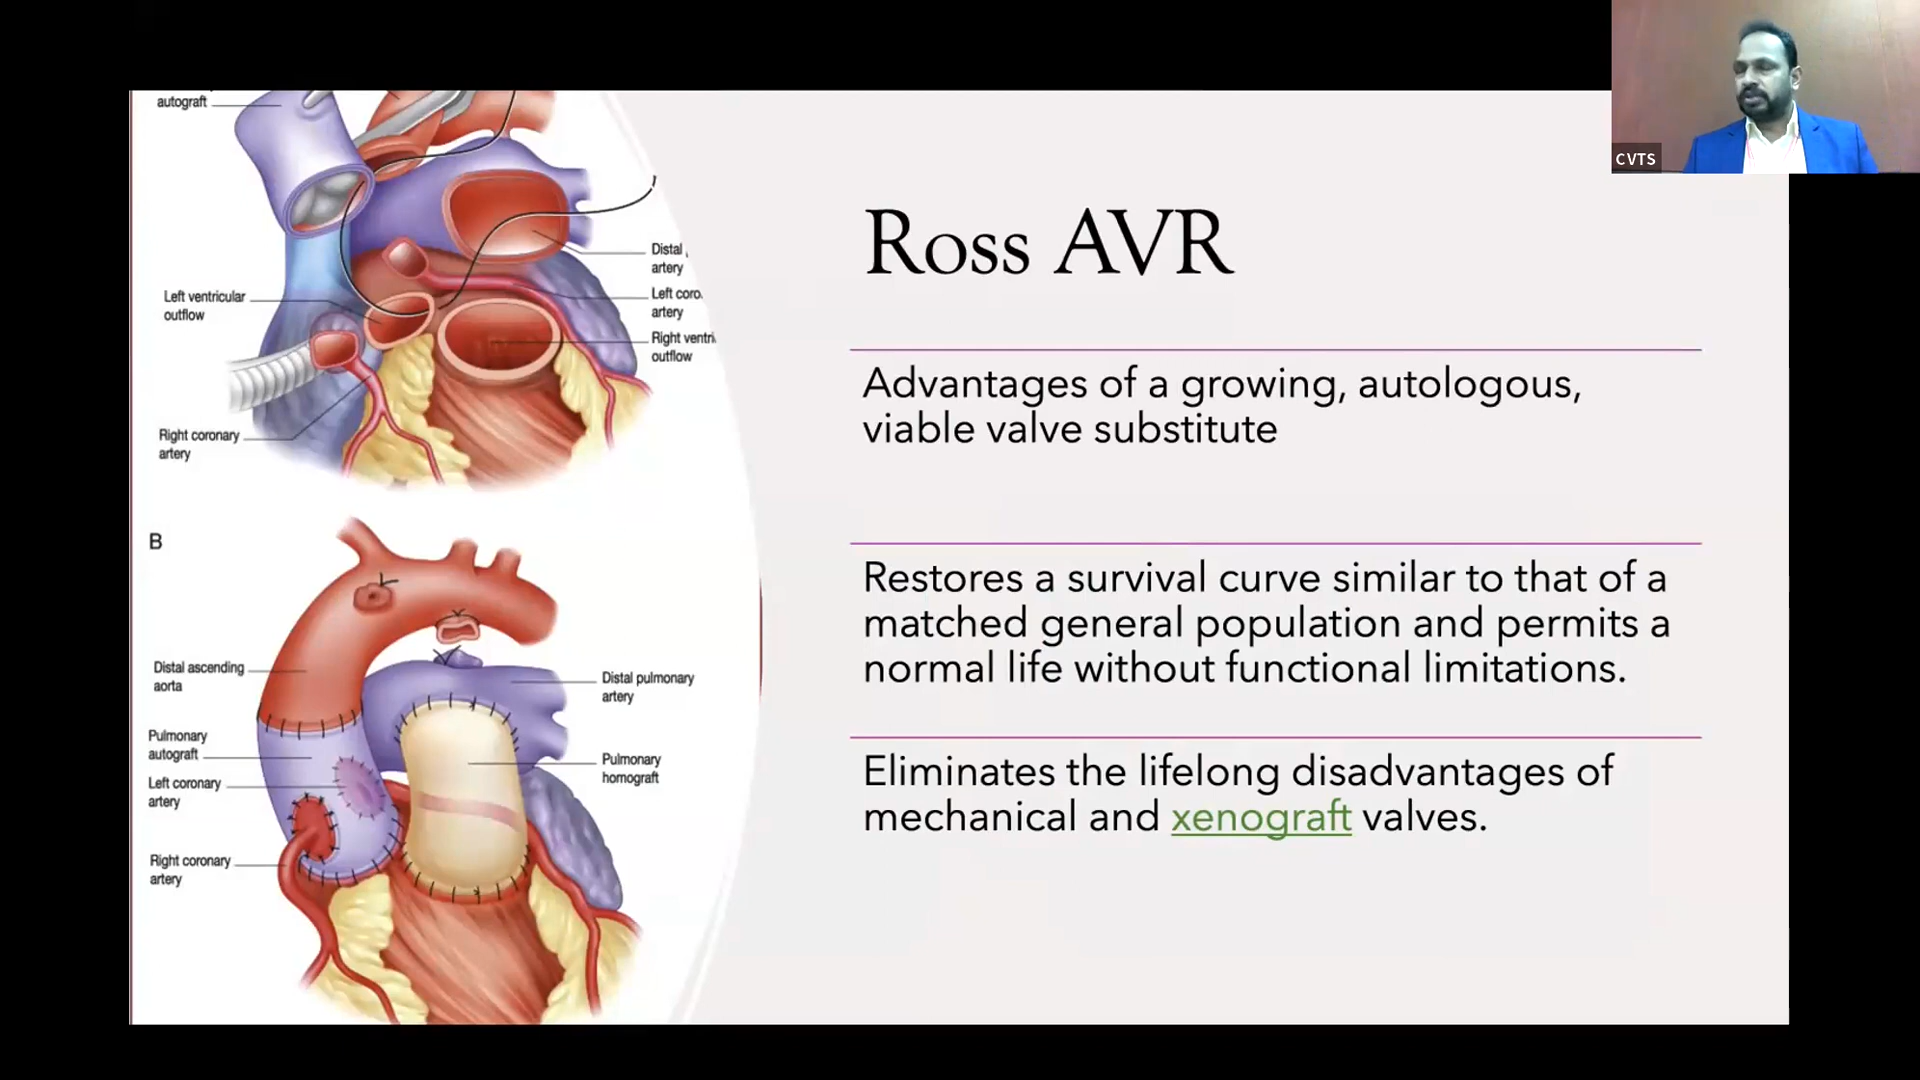 CVTS
autograft
Left ventricular
outflow
Right coronary
artery
Distal
artery
Left coro
artery
Right ventri
outflow
B
Distal ascending
aorta
Pulmonary
autograft
Left coronary
artery
Right coronary
artery
Distal pulmonary
artery
Pulmonary
homograft
Ross AVR
Advantages of a growing, autologous,
viable valve substitute
Restores a survival curve similar to that of a
matched general population and permits a
normal life without functional limitations.
Eliminates the lifelong disadvantages of
mechanical and xenograft valves.